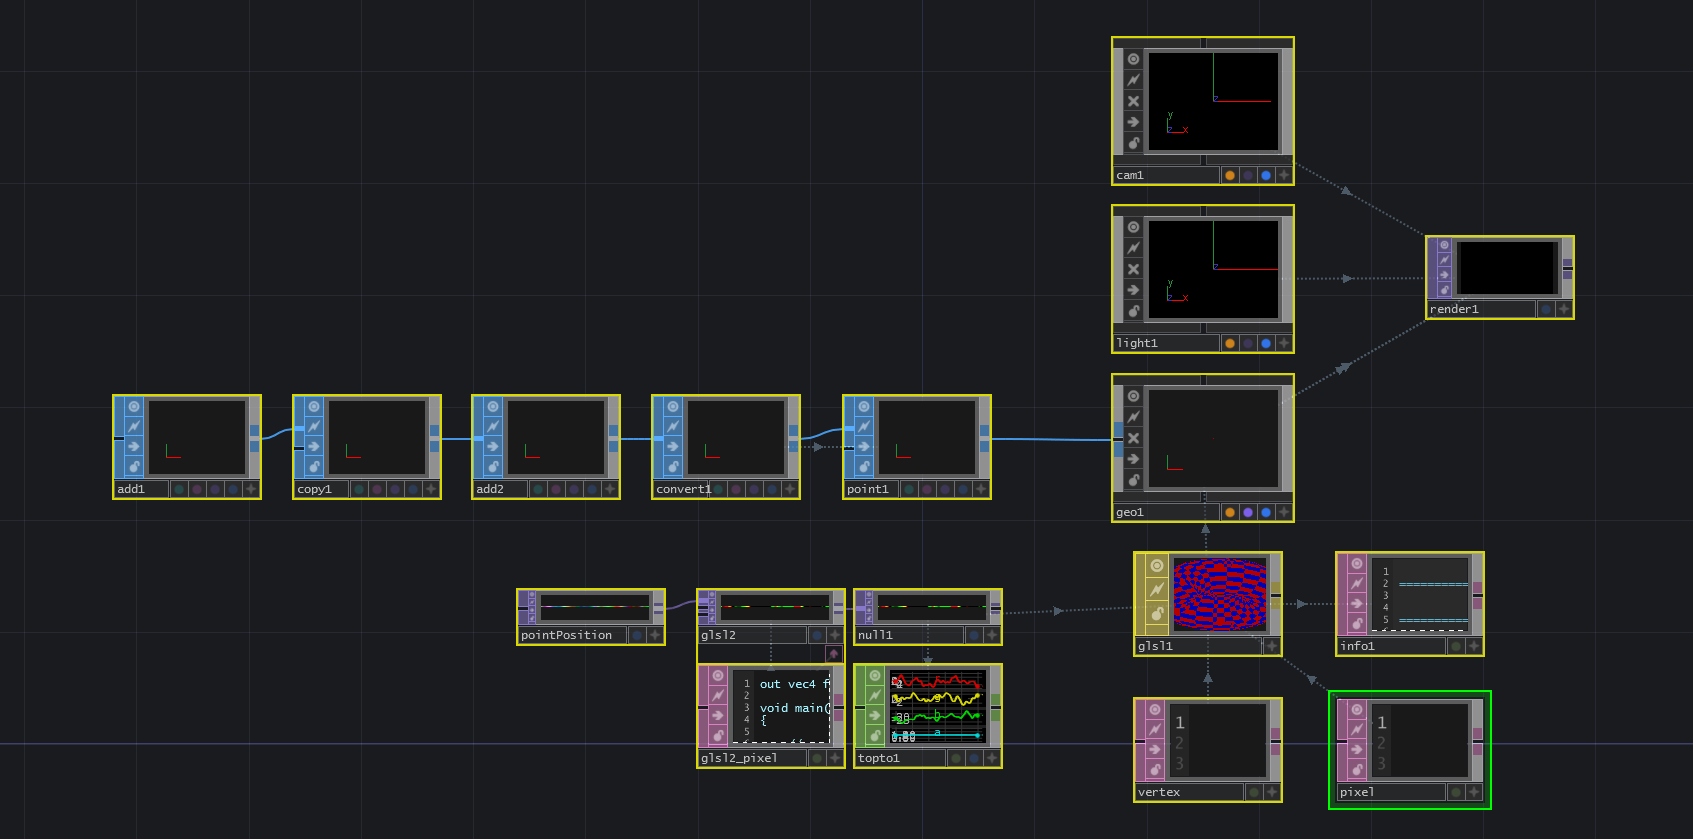 cam1
light1
render1
add1
copy1
add2
convert1
point1
geo1
pointPosition
glsl2
null1
glsl1
info1
1
2 ==========
3
4
5 ==========
1 out vec4 f
2
3 void main(
4 {
5
glsl2_pixel
r
g
b
a
topto1
1
2
3
vertex
1
2
3
pixel